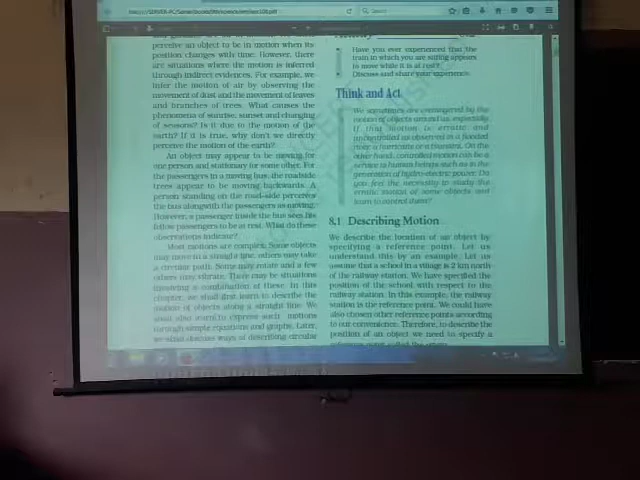 Search
perceive an object to be in motion when its
position changes with time. However, there
are situations where the motion is inferred
through indirect evidences. For example, we
infer the motion of air by observing the
movement of dust and the movement of leaves
and branches of trees. What causes the
phenomena of sunrise, sunset and changing
of seasons? Is it due to the motion of the
earth? If it is true, why don't we directly
perceive the motion of the earth?
An object may appear to be moving for
one person and stationary for some other. For
the passengers in a moving bus, the roadside
trees appear to be moving backwards. A
person standing on the road-side perceives
the bus alongwith the passengers as moving.
However, a passenger inside the bus sees his
fellow passengers to be at rest. What do these
observations indicate?
Most motions are complex. Some objects
may move in a straight line, others may take
a circular path. Some may rotate and a few
others may vibrate. There may be situations
involving a combination of these. In this
chapter, we shall first learn to describe the
motion of objects along a straight line. We
shall also learn to express such motions
through simple equations and graphs. Later,
we shall discuss ways of describing circular
• Have you ever experienced that the
train in which you are sitting appears
to move while it is at rest?
• Discuss and share your experience.
Think and Act
We sometimes are endangered by the
motion of objects around us, especially
if that motion is erratic and
uncontrolled as observed in a flooded
river, a hurricane or a tsunami. On the
other hand, controlled motion can be a
service to human beings such as in the
generation of hydro-electric power. Do
you feel the necessity to study the
erratic motion of some objects and
learn to control them?
8.1 Describing Motion
We describe the location of an object by
specifying a reference point. Let us
understand this by an example. Let us
assume that a school in a village is 2 km north
of the railway station. We have specified the
position of the school with respect to the
railway station. In this example, the railway
station is the reference point. We could have
also chosen other reference points according
to our convenience. Therefore, to describe the
position of an object we need to specify a
reference point called the origin.